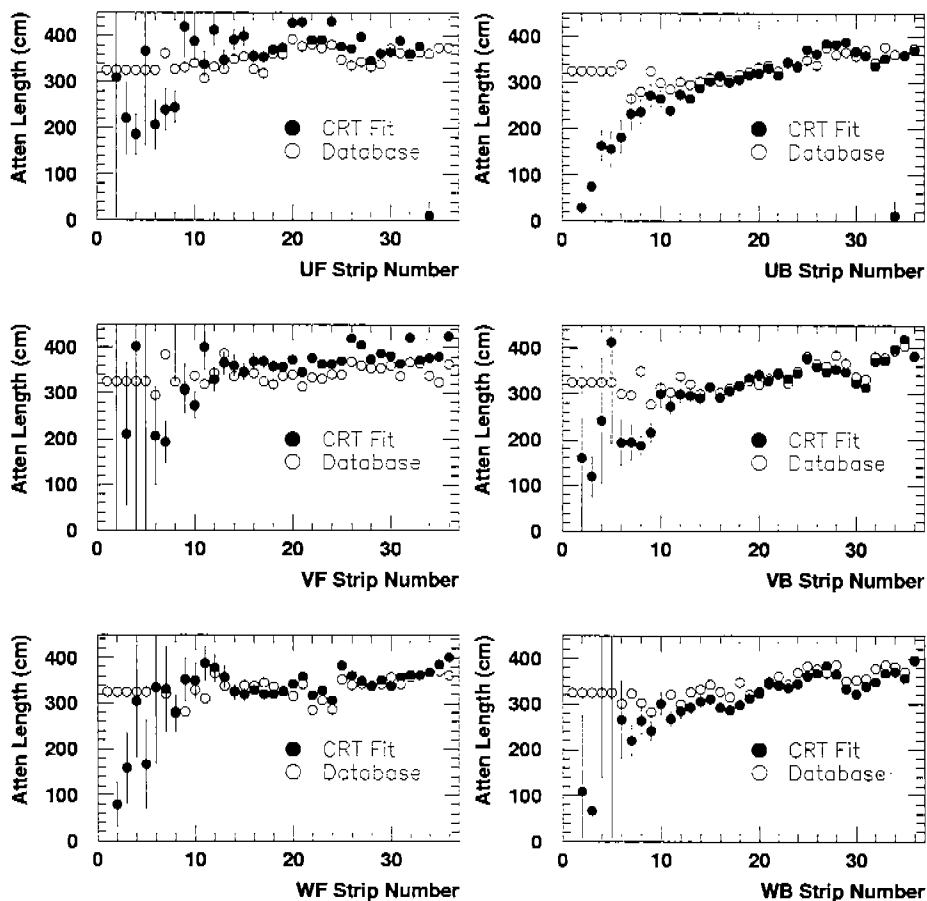 Atten Length (cm)
400
300
200
100
0
CRT Fit
Database
0 10 20 30
UF Strip Number
Atten Length (cm)
400
300
200
100
0
CRT Fit
Database
0 10 20 30
UB Strip Number
Atten Length (cm)
400
300
200
100
0
CRT Fit
Database
0 10 20 30
VF Strip Number
Atten Length (cm)
400
300
200
100
0
CRT Fit
Database
0 10 20 30
VB Strip Number
Atten Length (cm)
400
300
200
100
0
CRT Fit
Database
0 10 20 30
WF Strip Number
Atten Length (cm)
400
300
200
100
0
CRT Fit
Database
0 10 20 30
WB Strip Number